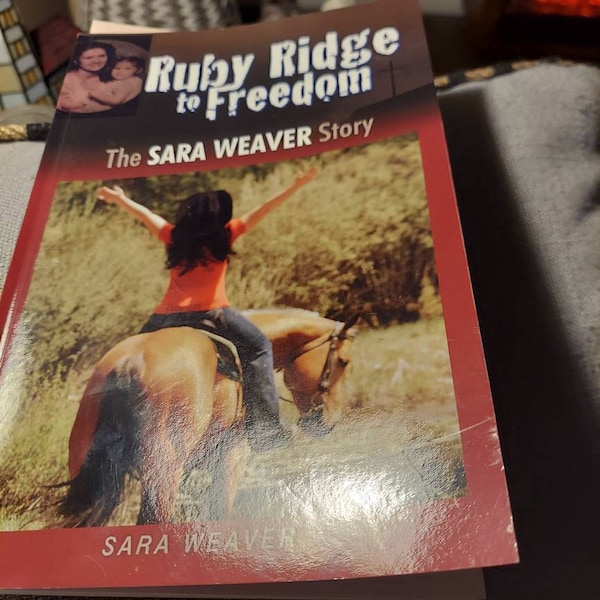 Ruby Ridge
to Freedom
The SARA WEAVER Story
SARA WEAVER